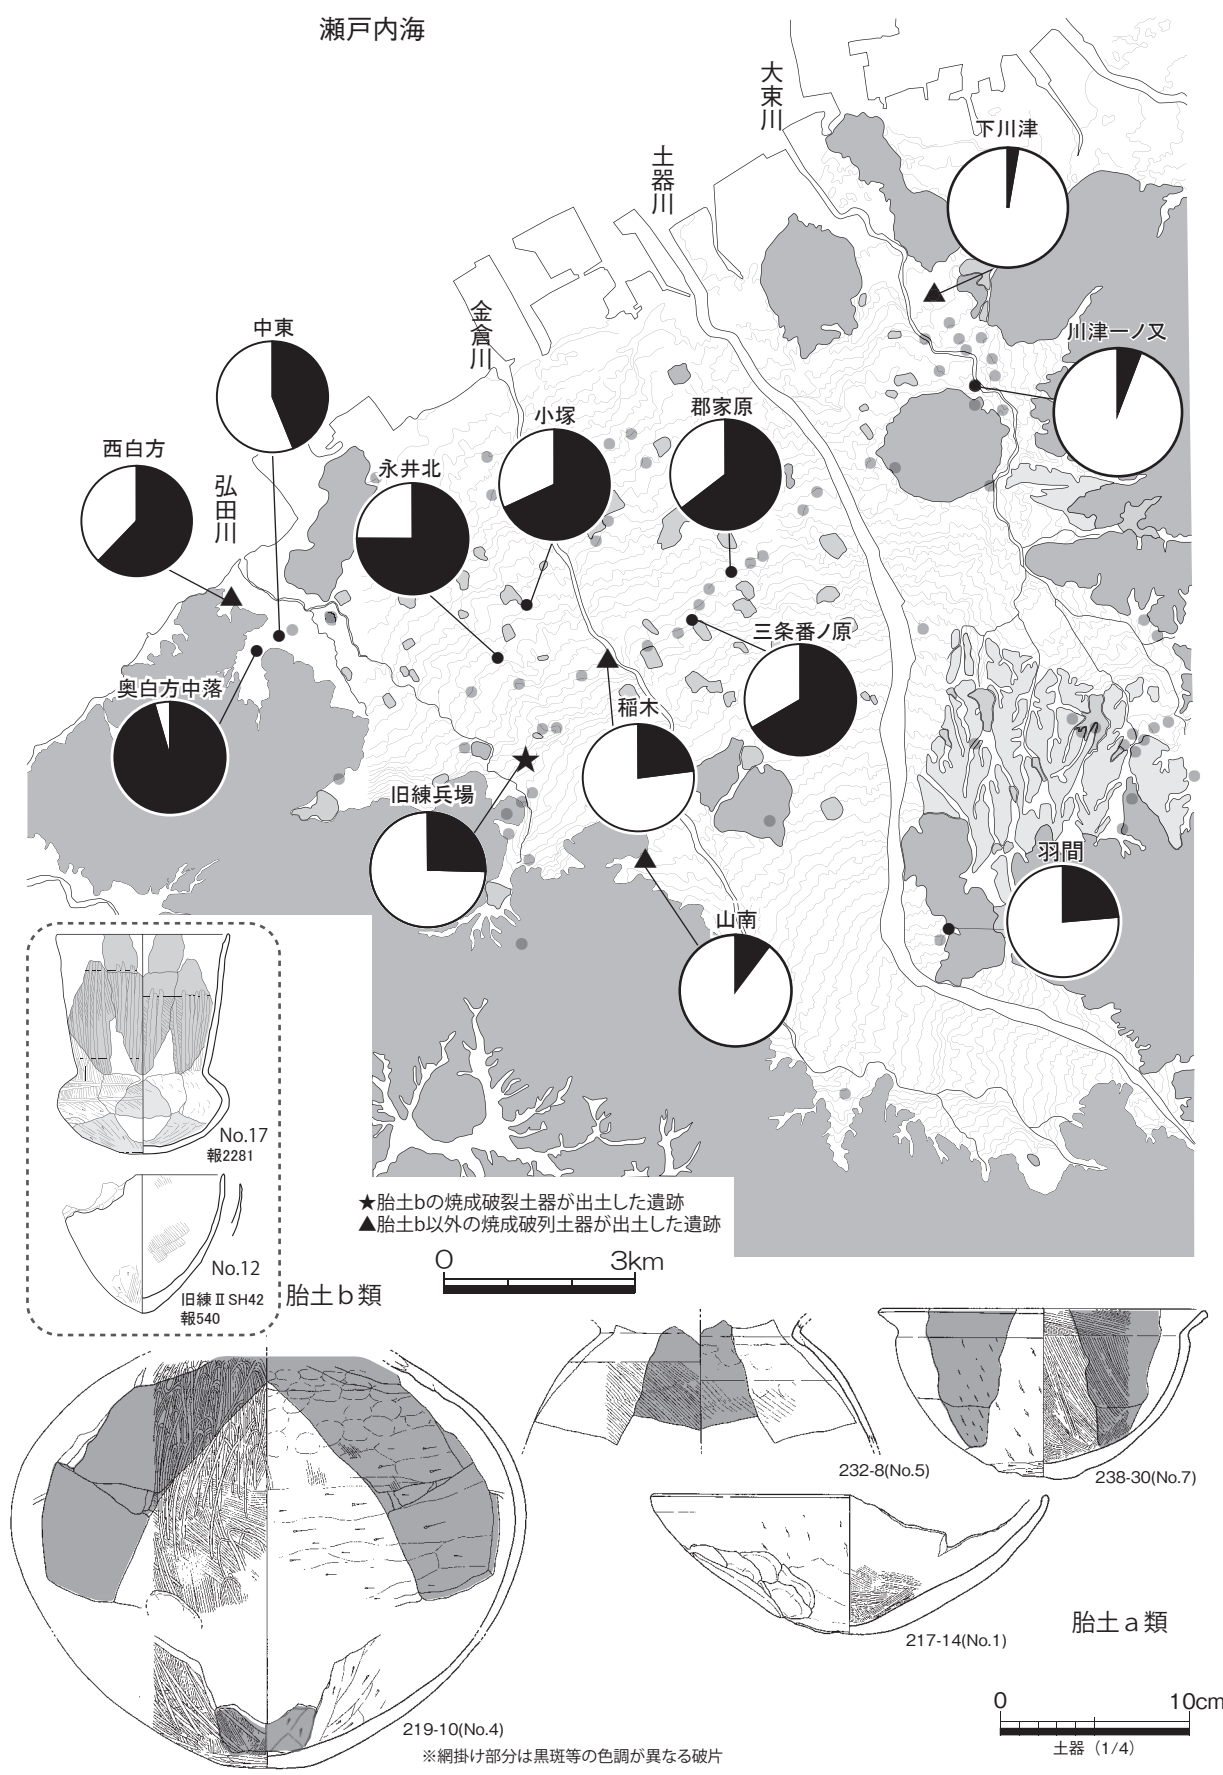 瀬戸内海
大束川
下川津
土器川
川津一ノ又
金倉川
中東
郡家原
小塚
西白方
永井北
弘田川
三条番ノ原
奥白方中落
稲木
旧練兵場
羽間
山南
No.17
報2281
No.12
旧練Ⅱ SH42
報540
胎土b類
★胎土bの焼成破裂土器が出土した遺跡
▲胎土b以外の焼成破列土器が出土した遺跡
0 3km
232-8(No.5)
238-30(No.7)
217-14(No.1)
胎土a類
219-10(No.4)
※網掛け部分は黒斑等の色調が異なる破片
0 10cm
土器（1/4）